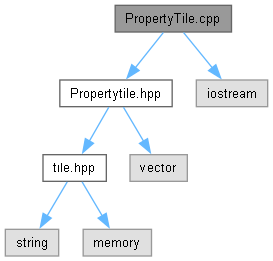 PropertyTile.cpp
Propertytile.hpp
iostream
tile.hpp
vector
string
memory